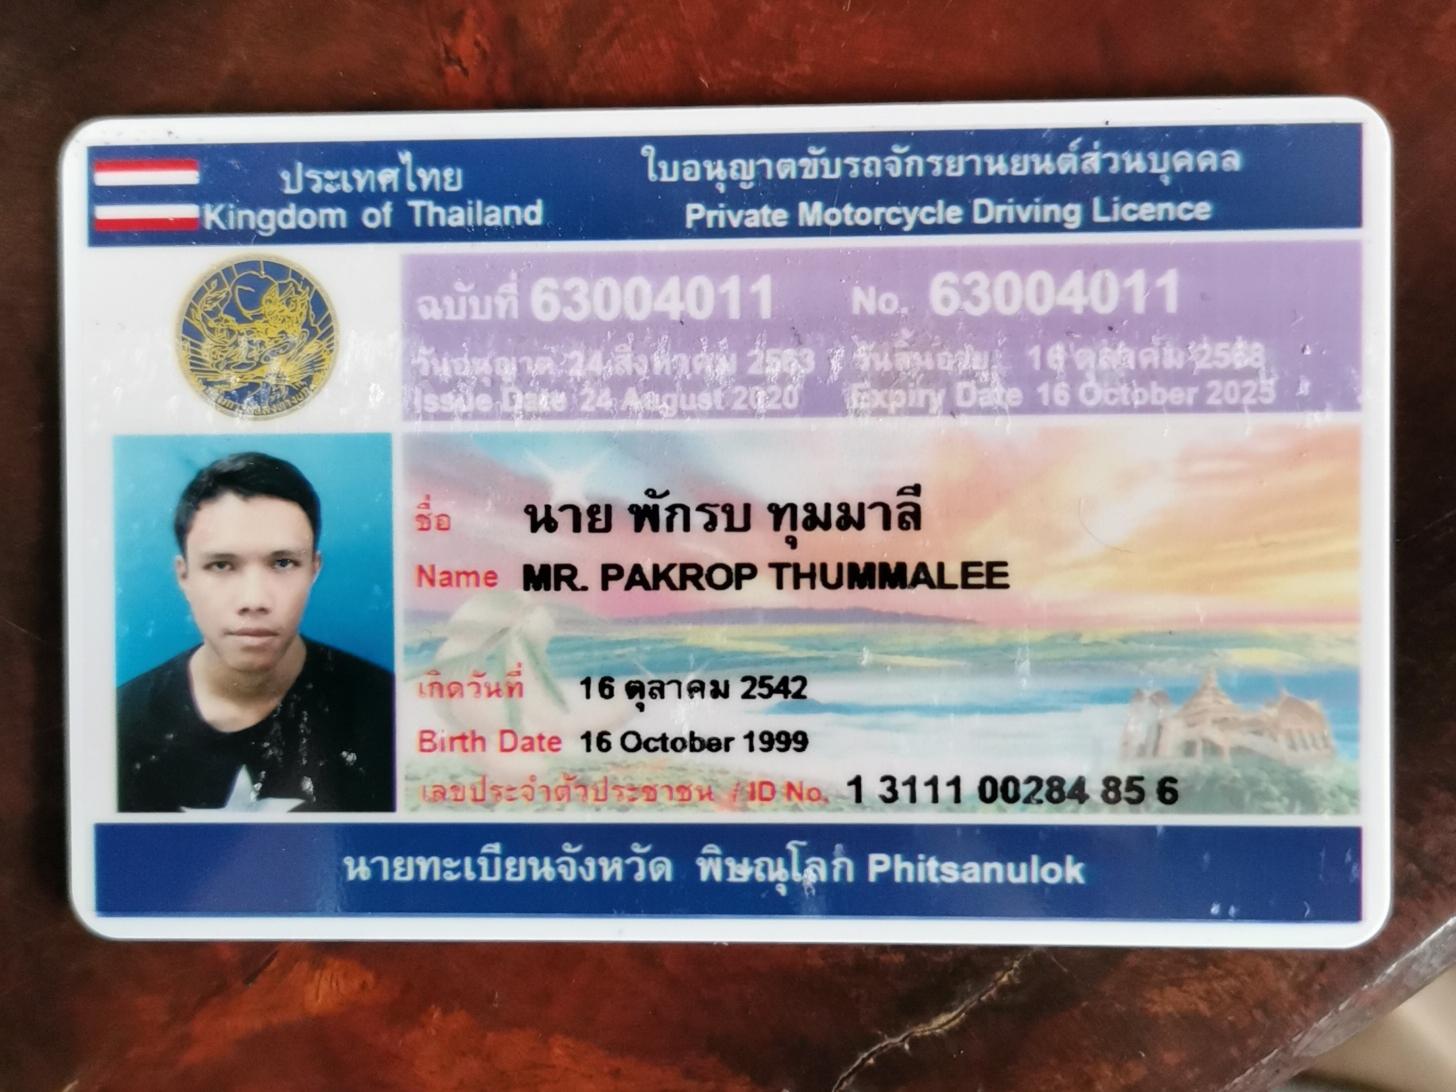 ประเทศไทย
Kingdom of Thailand
ใบอนุญาตขับรถจักรยานยนต์ส่วนบุคคล
Private Motorcycle Driving Licence
ฉบับที่ 63004011 No. 63004011
วันอนุญาต 24 สิงหาคม 2563 วันสิ้นอายุ 16 ตุลาคม 2568
Issue Date 24 August 2020 Expiry Date 16 October 2025
ชื่อ นาย พักรบ ทุมมาลี
Name MR. PAKROP THUMMALEE
เกิดวันที่ 16 ตุลาคม 2542
Birth Date 16 October 1999
เลขประจำตัวประชาชน / ID No. 1 3111 00284 85 6
นายทะเบียนจังหวัด พิษณุโลก Phitsanulok